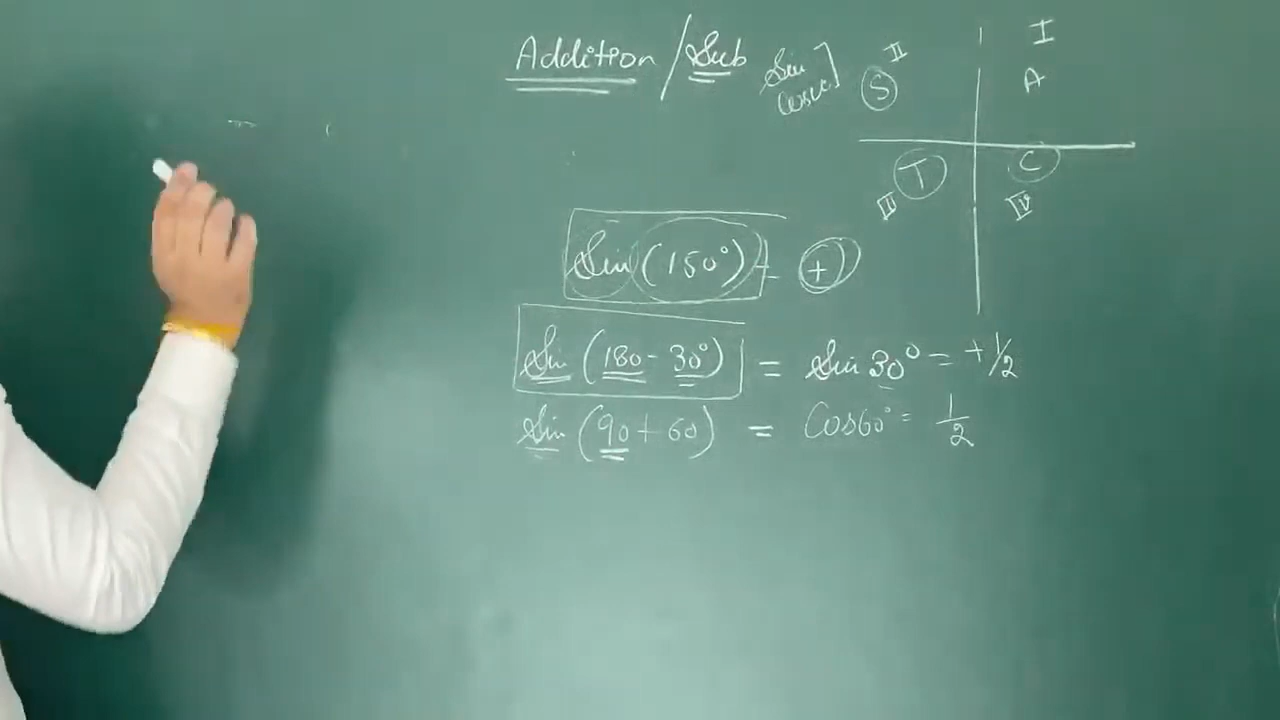 Addition / Sub
Sin
Cosec
II
I
S
A
T
C
III
IV
Sin (150°) = +
Sin (180 - 30°) = Sin 30° = +1/2
Sin (90 + 60) = Cos60° = 1/2